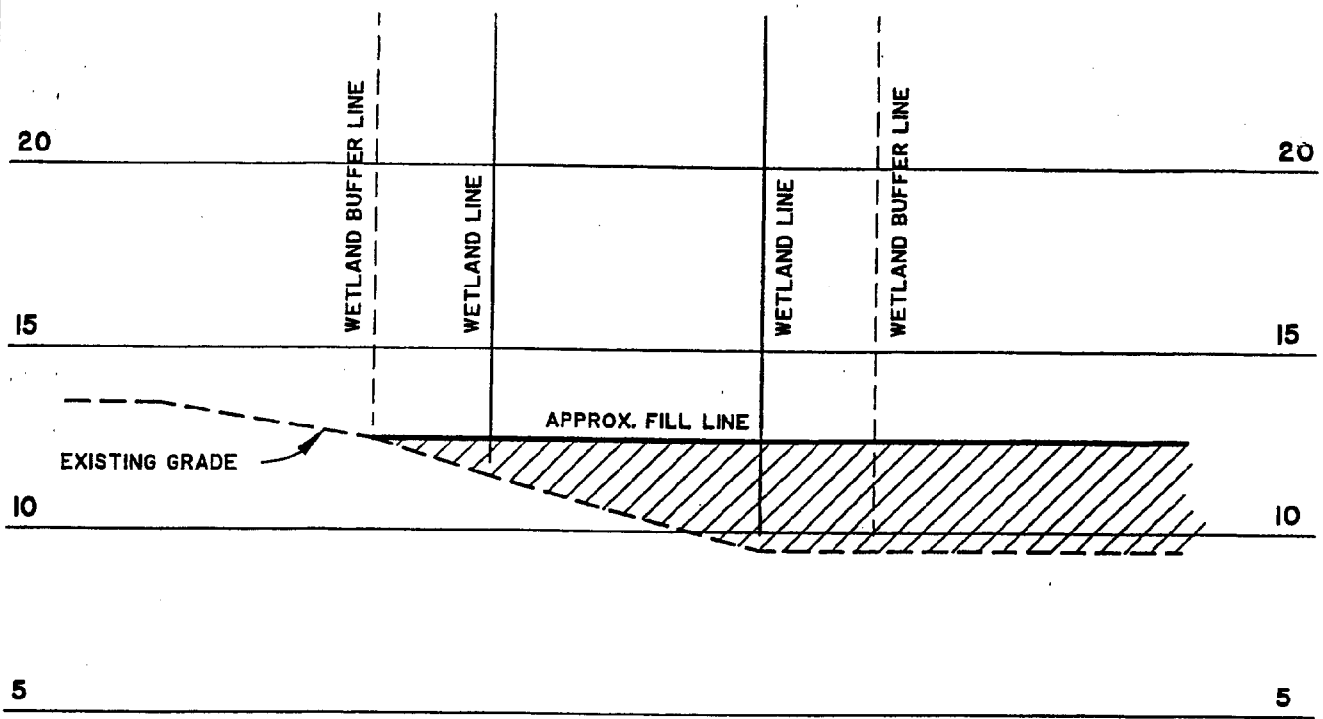 WETLAND BUFFER LINE
WETLAND LINE
WETLAND LINE
WETLAND BUFFER LINE
20
20
15
15
APPROX. FILL LINE
EXISTING GRADE
10
10
5
5